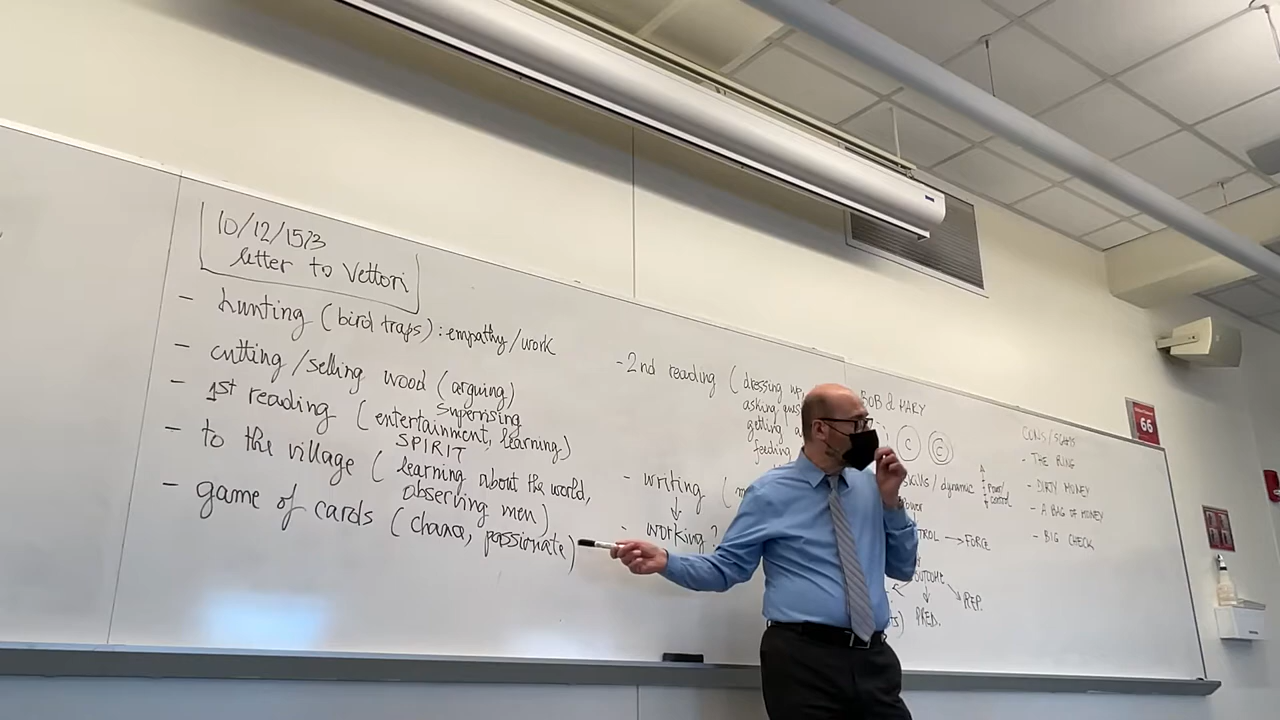 10/12/1513
letter to Vettori
- hunting (bird traps): empathy/work
- cutting/selling wood (arguing)
- 1st reading (entertainment, Supervising learning)
SPIRIT
- to the village (learning about the world,
observing men)
- game of cards (chance, passionate)
- 2nd reading (dressing up,
asking
getting
feeding
- writing (
↓
- working?
BOB & MARY
C C
skills/dynamic
power
control
→ FORCE
OUTCOME
PRED.
REP.
CONS/SCAMS
- THE RING
- DIRTY MONEY
- A BAG OF MONEY
- BIG CHECK
66